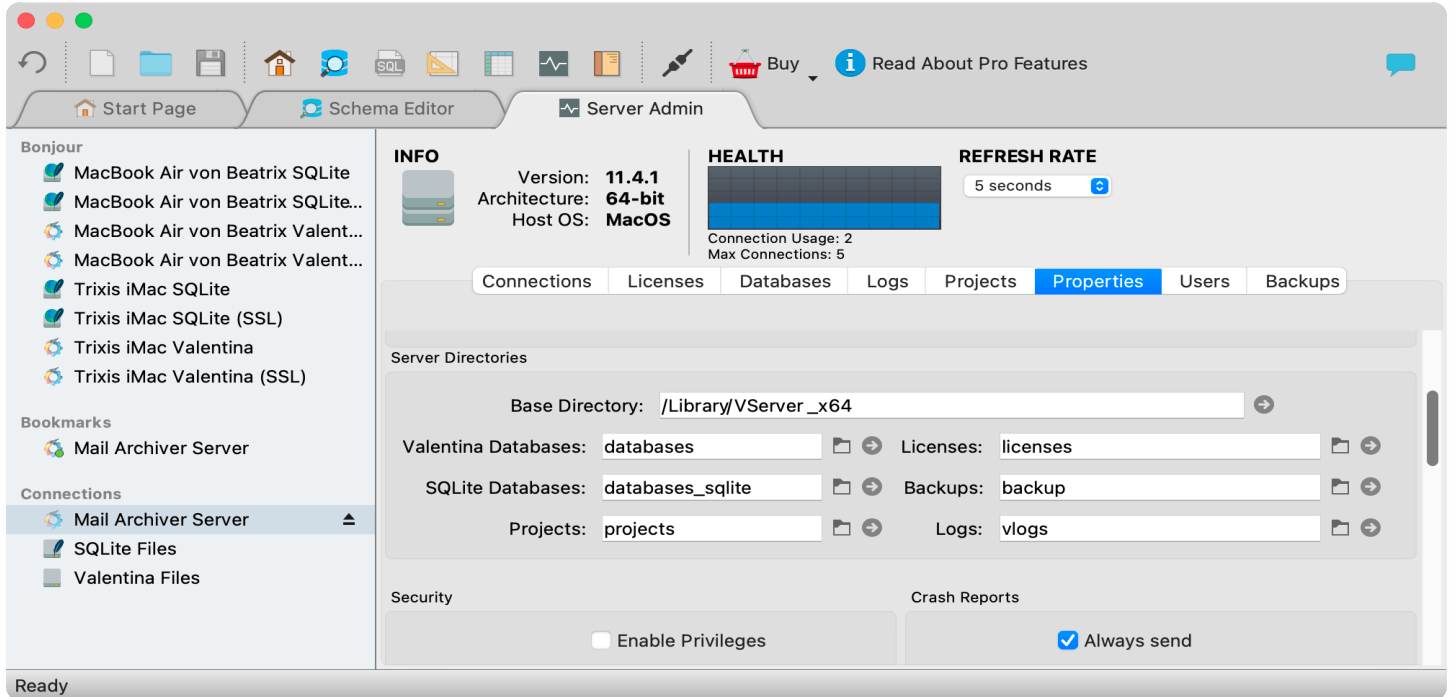 SQL
Buy
Read About Pro Features
Start Page
Schema Editor
Server Admin
Bonjour
MacBook Air von Beatrix SQLite
MacBook Air von Beatrix SQLite...
MacBook Air von Beatrix Valent...
MacBook Air von Beatrix Valent...
Trixis iMac SQLite
Trixis iMac SQLite (SSL)
Trixis iMac Valentina
Trixis iMac Valentina (SSL)
Bookmarks
Mail Archiver Server
Connections
Mail Archiver Server
SQLite Files
Valentina Files
INFO
Version: 11.4.1
Architecture: 64-bit
Host OS: MacOS
HEALTH
Connection Usage: 2
Max Connections: 5
REFRESH RATE
5 seconds
Connections Licenses Databases Logs Projects Properties Users Backups
Server Directories
Base Directory: /Library/VServer_x64
Valentina Databases: databases Licenses: licenses
SQLite Databases: databases_sqlite Backups: backup
Projects: projects Logs: vlogs
Security
Enable Privileges
Crash Reports
Always send
Ready